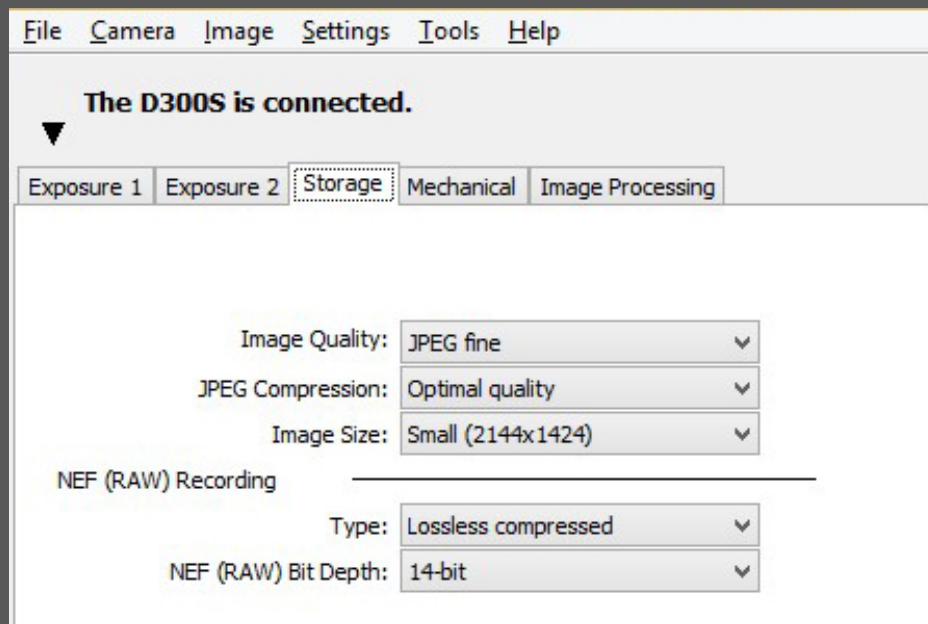 File Camera Image Settings Tools Help
The D300S is connected.
Exposure 1 Exposure 2 Storage Mechanical Image Processing
Image Quality: JPEG fine
JPEG Compression: Optimal quality
Image Size: Small (2144x1424)
NEF (RAW) Recording
Type: Lossless compressed
NEF (RAW) Bit Depth: 14-bit